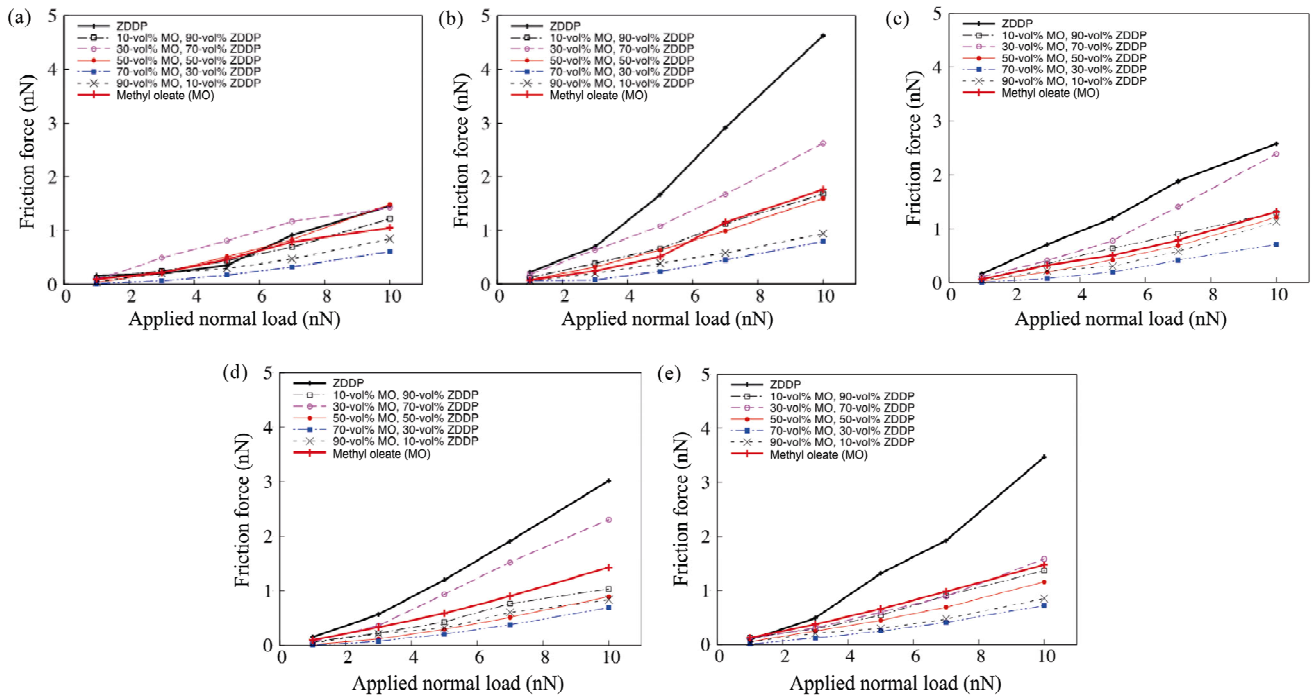 (a)
5
4
3
2
1
0
0
2
4
6
8
10
Friction force (nN)
Applied normal load (nN)
ZDDP
10-vol% MO, 90-vol% ZDDP
30-vol% MO, 70-vol% ZDDP
50-vol% MO, 50-vol% ZDDP
70-vol% MO, 30-vol% ZDDP
90-vol% MO, 10-vol% ZDDP
Methyl oleate (MO)
(b)
5
4
3
2
1
0
0
2
4
6
8
10
Friction force (nN)
Applied normal load (nN)
ZDDP
10-vol% MO, 90-vol% ZDDP
30-vol% MO, 70-vol% ZDDP
50-vol% MO, 50-vol% ZDDP
70-vol% MO, 30-vol% ZDDP
90-vol% MO, 10-vol% ZDDP
Methyl oleate (MO)
(c)
5
4
3
2
1
0
0
2
4
6
8
10
Friction force (nN)
Applied normal load (nN)
ZDDP
10-vol% MO, 90-vol% ZDDP
30-vol% MO, 70-vol% ZDDP
50-vol% MO, 50-vol% ZDDP
70-vol% MO, 30-vol% ZDDP
90-vol% MO, 10-vol% ZDDP
Methyl oleate (MO)
(d)
5
4
3
2
1
0
0
2
4
6
8
10
Friction force (nN)
Applied normal load (nN)
ZDDP
10-vol% MO, 90-vol% ZDDP
30-vol% MO, 70-vol% ZDDP
50-vol% MO, 50-vol% ZDDP
70-vol% MO, 30-vol% ZDDP
90-vol% MO, 10-vol% ZDDP
Methyl oleate (MO)
(e)
5
4
3
2
1
0
0
2
4
6
8
10
Friction force (nN)
Applied normal load (nN)
ZDDP
10-vol% MO, 90-vol% ZDDP
30-vol% MO, 70-vol% ZDDP
50-vol% MO, 50-vol% ZDDP
70-vol% MO, 30-vol% ZDDP
90-vol% MO, 10-vol% ZDDP
Methyl oleate (MO)